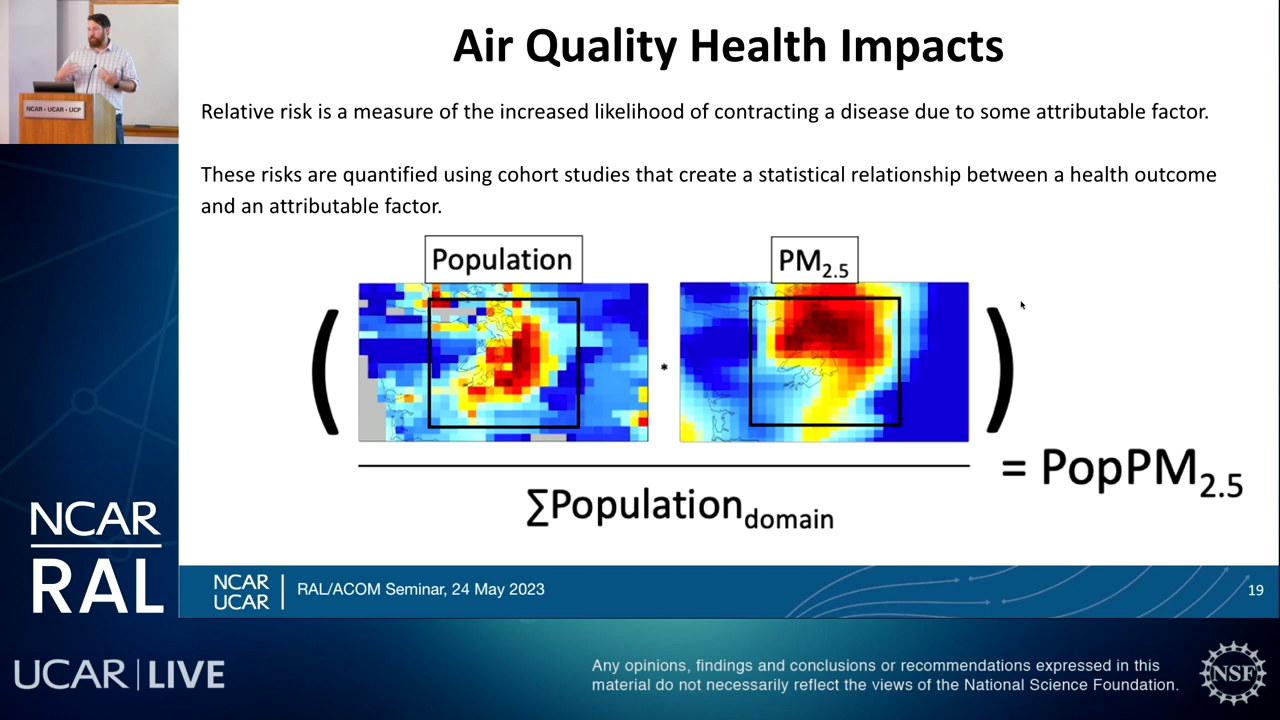 Air Quality Health Impacts
NCAR • UCAR • UCP
Relative risk is a measure of the increased likelihood of contracting a disease due to some attributable factor.
These risks are quantified using cohort studies that create a statistical relationship between a health outcome
and an attributable factor.
Population
PM2.5
( * )
∑Populationdomain
= PopPM2.5
NCAR
RAL
NCAR
UCAR
RAL/ACOM Seminar, 24 May 2023
19
UCAR | LIVE
Any opinions, findings and conclusions or recommendations expressed in this
material do not necessarily reflect the views of the National Science Foundation.
NSF